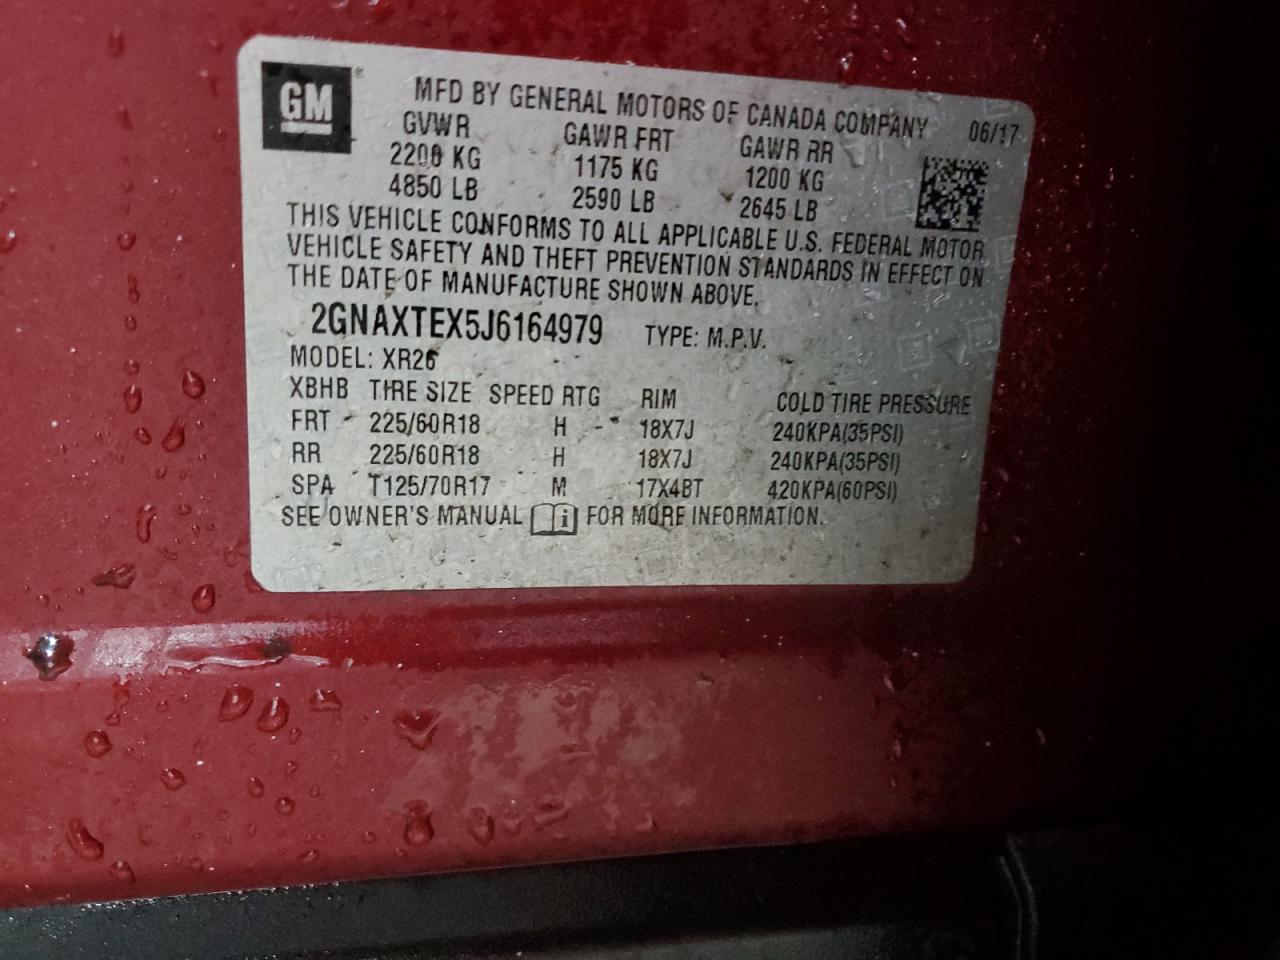 GM ®
MFD BY GENERAL MOTORS OF CANADA COMPANY 06/17
GVWR GAWR FRT GAWR RR
2200 KG 1175 KG 1200 KG
4850 LB 2590 LB 2645 LB
THIS VEHICLE CONFORMS TO ALL APPLICABLE U.S. FEDERAL MOTOR
VEHICLE SAFETY AND THEFT PREVENTION STANDARDS IN EFFECT ON
THE DATE OF MANUFACTURE SHOWN ABOVE.
2GNAXTEX5J6164979 TYPE: M.P.V.
MODEL: XR26
XBHB TIRE SIZE SPEED RTG RIM COLD TIRE PRESSURE
FRT 225/60R18 H 18X7J 240KPA(35PSI)
RR 225/60R18 H 18X7J 240KPA(35PSI)
SPA T125/70R17 M 17X4BT 420KPA(60PSI)
SEE OWNER'S MANUAL i FOR MORE INFORMATION.